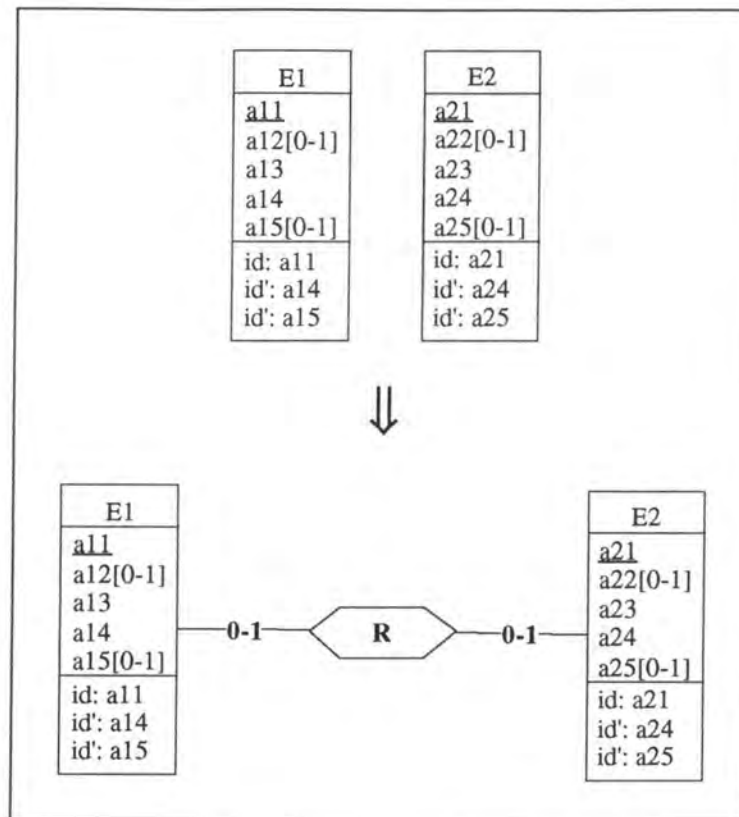 E1
a11
a12[0-1]
a13
a14
a15[0-1]
id: a11
id': a14
id': a15
E2
a21
a22[0-1]
a23
a24
a25[0-1]
id: a21
id': a24
id': a25
⇓
E1
a11
a12[0-1]
a13
a14
a15[0-1]
id: a11
id': a14
id': a15
0-1
R
0-1
E2
a21
a22[0-1]
a23
a24
a25[0-1]
id: a21
id': a24
id': a25